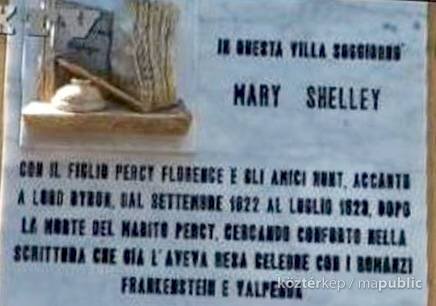 IN QUESTA VILLA SOGGIORNO'
MARY SHELLEY
CON IL FIGLIO PERCY FLORENCE E GLI AMICI HUNT, ACCANTO
A LORD BYRON, DAL SETTEMBRE 1822 AL LUGLIO 1823, DOPO
LA MORTE DEL MARITO PERCY, CERCANDO CONFORTO NELLA
SCRITTURA CHE GIÀ L'AVEVA RESA CELEBRE CON I ROMANZI
FRANKENSTEIN E VALPERGA
köztérkép / mapublic